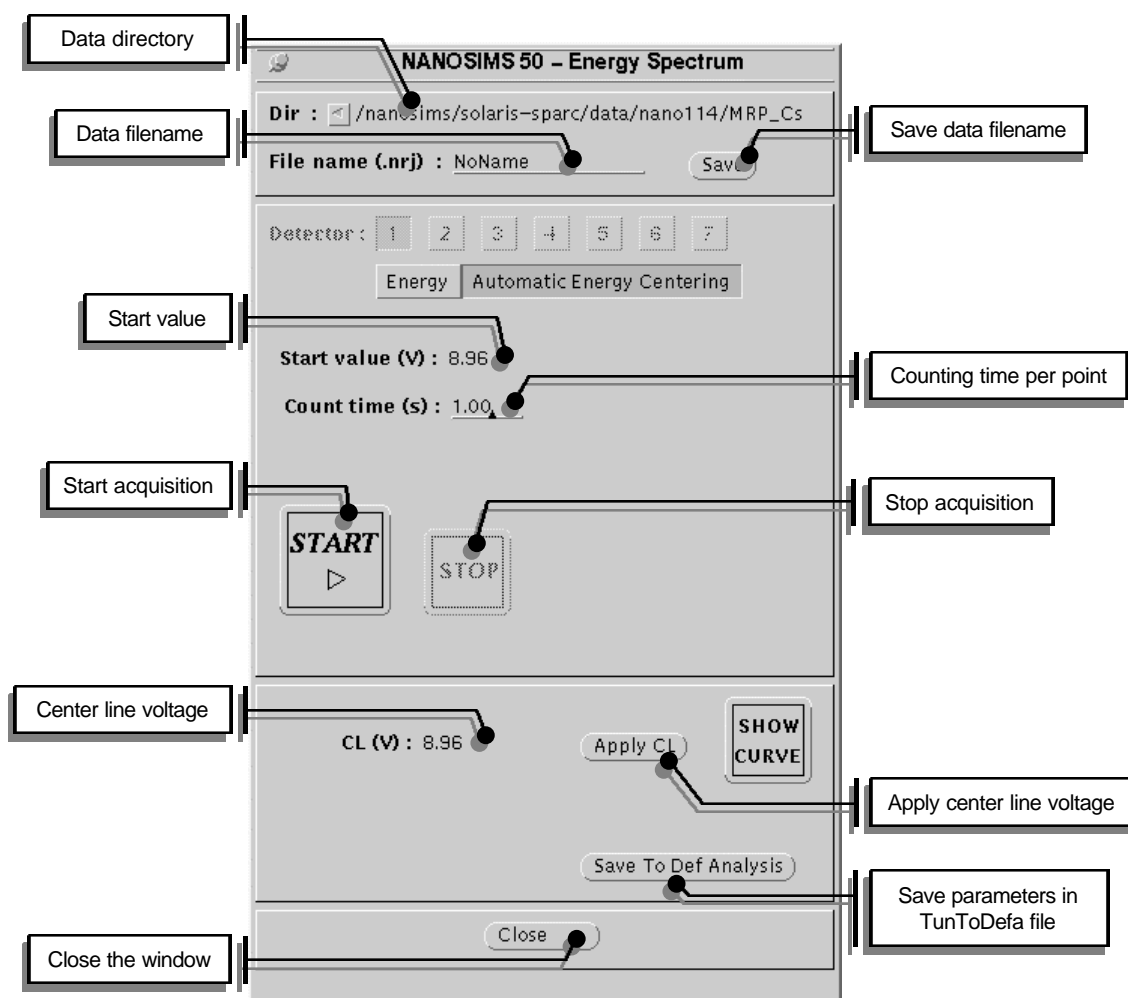 Data directory
NANOSIMS 50 – Energy Spectrum
Dir : /nanosims/solaris–sparc/data/nano114/MRP_Cs
Data filename
Save data filename
File name (.nrj) : NoName
Save
Detector : 1 2 3 4 5 6 7
Energy Automatic Energy Centering
Start value
Start value (V) : 8.96
Counting time per point
Count time (s) : 1.00
Start acquisition
Stop acquisition
START
STOP
Center line voltage
CL (V) : 8.96
Apply CL
SHOW
CURVE
Apply center line voltage
Save To Def Analysis
Save parameters in
TunToDefa file
Close
Close the window